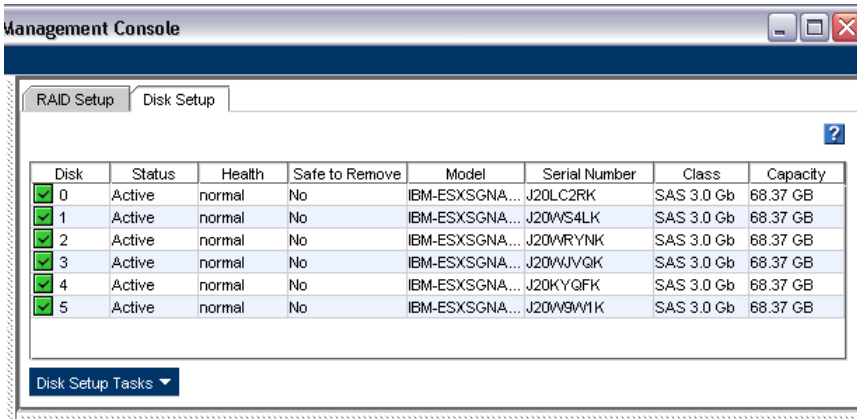 Management Console
RAID Setup Disk Setup
?
Disk Status Health Safe to Remove Model Serial Number Class Capacity
0 Active normal No IBM-ESXSGNA... J20LC2RK SAS 3.0 Gb 68.37 GB
1 Active normal No IBM-ESXSGNA... J20WS4LK SAS 3.0 Gb 68.37 GB
2 Active normal No IBM-ESXSGNA... J20WRYNK SAS 3.0 Gb 68.37 GB
3 Active normal No IBM-ESXSGNA... J20WJVQK SAS 3.0 Gb 68.37 GB
4 Active normal No IBM-ESXSGNA... J20KYQFK SAS 3.0 Gb 68.37 GB
5 Active normal No IBM-ESXSGNA... J20W9W1K SAS 3.0 Gb 68.37 GB
Disk Setup Tasks